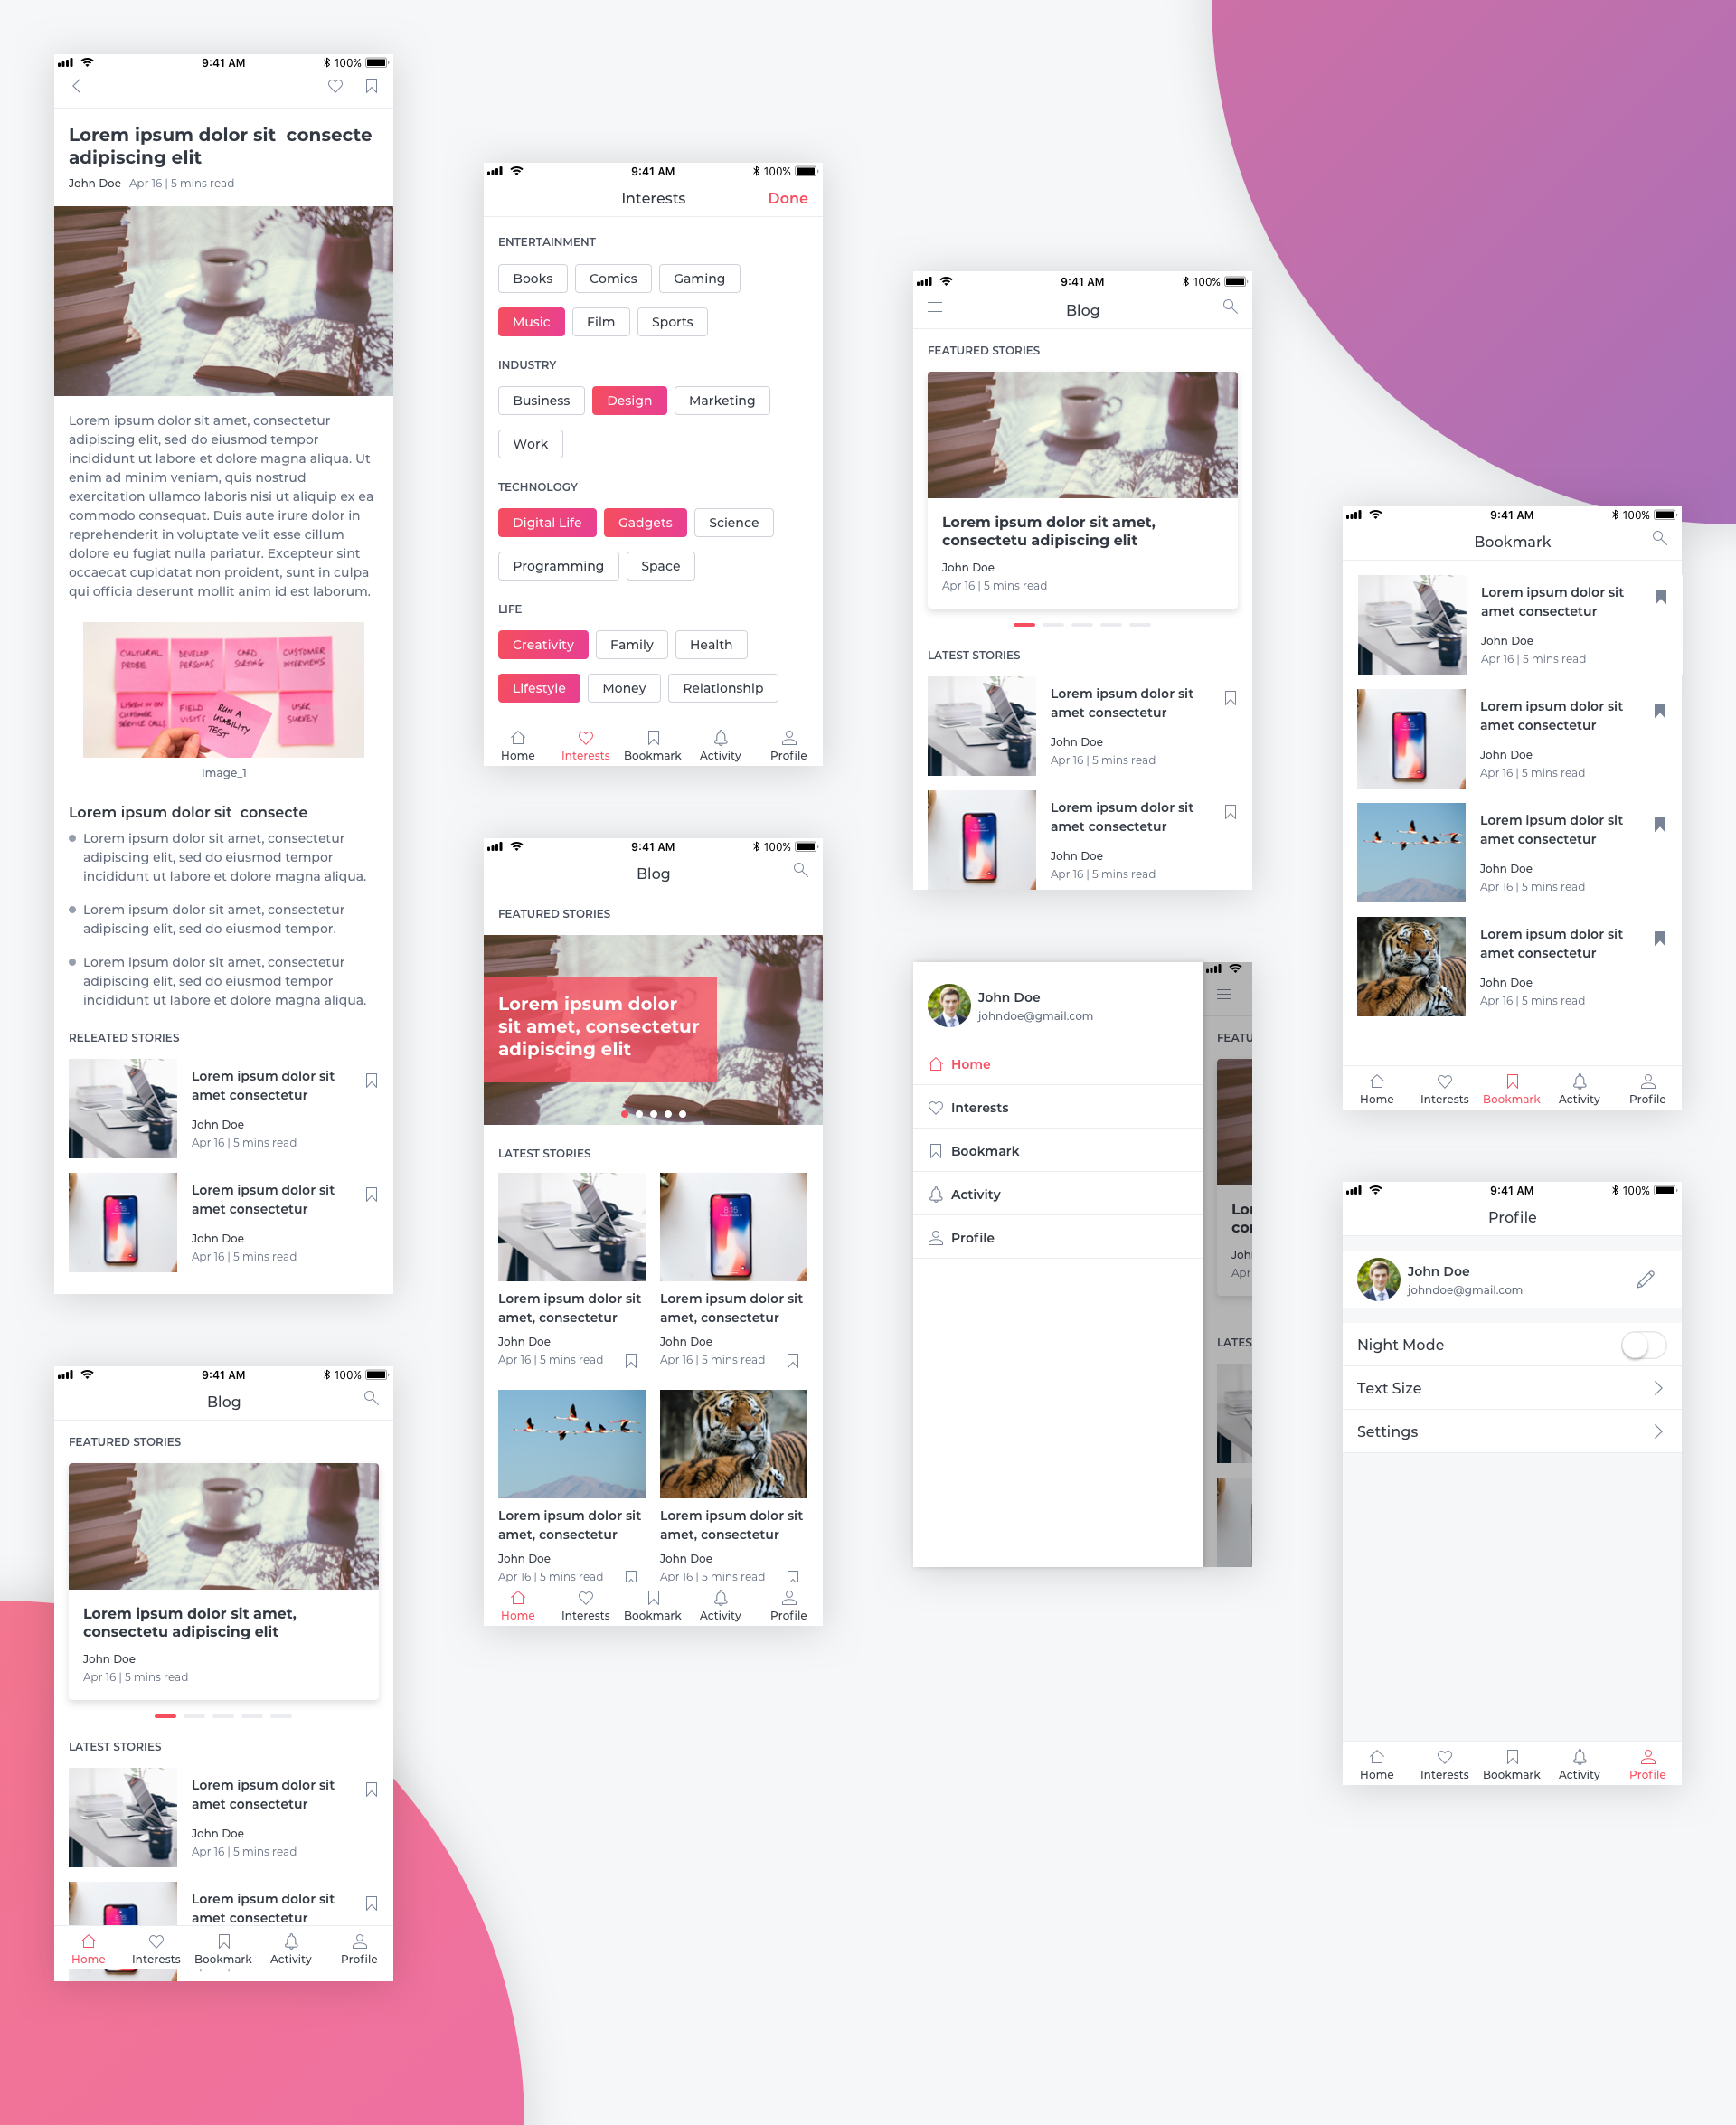 9:41 AM
100%
Lorem ipsum dolor sit consecte
adipiscing elit
John Doe Apr 16 | 5 mins read
Lorem ipsum dolor sit amet, consectetur
adipiscing elit, sed do eiusmod tempor
incididunt ut labore et dolore magna aliqua. Ut
enim ad minim veniam, quis nostrud
exercitation ullamco laboris nisi ut aliquip ex ea
commodo consequat. Duis aute irure dolor in
reprehenderit in voluptate velit esse cillum
dolore eu fugiat nulla pariatur. Excepteur sint
occaecat cupidatat non proident, sunt in culpa
qui officia deserunt mollit anim id est laborum.
CULTURAL
PROBE
DEVELOP
PERSONAS
CARD
SORTING
CUSTOMER
INTERVIEWS
LISTEN IN ON
CUSTOMER
SERVICE CALLS
FIELD
VISITS
RUN A
USABILITY
TEST
USER
SURVEY
Image_1
Lorem ipsum dolor sit consecte
Lorem ipsum dolor sit amet, consectetur
adipiscing elit, sed do eiusmod tempor
incididunt ut labore et dolore magna aliqua.
Lorem ipsum dolor sit amet, consectetur
adipiscing elit, sed do eiusmod tempor.
Lorem ipsum dolor sit amet, consectetur
adipiscing elit, sed do eiusmod tempor
incididunt ut labore et dolore magna aliqua.
RELEATED STORIES
Lorem ipsum dolor sit
amet consectetur
John Doe
Apr 16 | 5 mins read
Lorem ipsum dolor sit
amet consectetur
John Doe
Apr 16 | 5 mins read
9:41 AM
100%
Blog
FEATURED STORIES
Lorem ipsum dolor sit amet,
consectetu adipiscing elit
John Doe
Apr 16 | 5 mins read
LATEST STORIES
Lorem ipsum dolor sit
amet consectetur
John Doe
Apr 16 | 5 mins read
Lorem ipsum dolor sit
amet consectetur
Home Interests Bookmark Activity Profile
9:41 AM
100%
Interests Done
ENTERTAINMENT
Books Comics Gaming
Music Film Sports
INDUSTRY
Business Design Marketing
Work
TECHNOLOGY
Digital Life Gadgets Science
Programming Space
LIFE
Creativity Family Health
Lifestyle Money Relationship
Home Interests Bookmark Activity Profile
9:41 AM
100%
Blog
FEATURED STORIES
Lorem ipsum dolor
sit amet, consectetur
adipiscing elit
LATEST STORIES
8:15
Lorem ipsum dolor sit
amet, consectetur
John Doe
Apr 16 | 5 mins read
Lorem ipsum dolor sit
amet, consectetur
John Doe
Apr 16 | 5 mins read
Lorem ipsum dolor sit
amet, consectetur
John Doe
Apr 16 | 5 mins read
Lorem ipsum dolor sit
amet, consectetur
John Doe
Apr 16 | 5 mins read
Home Interests Bookmark Activity Profile
9:41 AM
100%
Blog
FEATURED STORIES
Lorem ipsum dolor sit amet,
consectetu adipiscing elit
John Doe
Apr 16 | 5 mins read
LATEST STORIES
Lorem ipsum dolor sit
amet consectetur
John Doe
Apr 16 | 5 mins read
Lorem ipsum dolor sit
amet consectetur
John Doe
Apr 16 | 5 mins read
John Doe
johndoe@gmail.com
Home
Interests
Bookmark
Activity
Profile
FEATU
Lor
con
Joh
Apr
LATES
9:41 AM
100%
Bookmark
Lorem ipsum dolor sit
amet consectetur
John Doe
Apr 16 | 5 mins read
Lorem ipsum dolor sit
amet consectetur
John Doe
Apr 16 | 5 mins read
Lorem ipsum dolor sit
amet consectetur
John Doe
Apr 16 | 5 mins read
Lorem ipsum dolor sit
amet consectetur
John Doe
Apr 16 | 5 mins read
Home Interests Bookmark Activity Profile
9:41 AM
100%
Profile
John Doe
johndoe@gmail.com
Night Mode
Text Size
Settings
Home Interests Bookmark Activity Profile